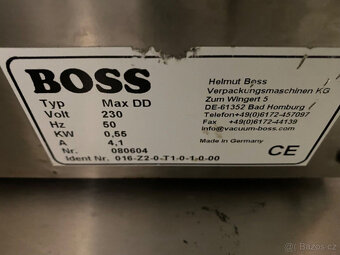 BOSS
Typ Max DD
Volt 230
Hz 50
KW 0,55
A 4,1
Nr. 080604
Ident Nr. 016-Z2-0-T1-0-1-0-00
Helmut Boss
Verpackungsmaschinen KG
Zum Wingert 5
DE-61352 Bad Homburg
Telefon+49(0)6172-457097
Fax +49(0)6172-44139
info@vacuum-boss.com
Made in Germany
CE
© Bazoš.cz